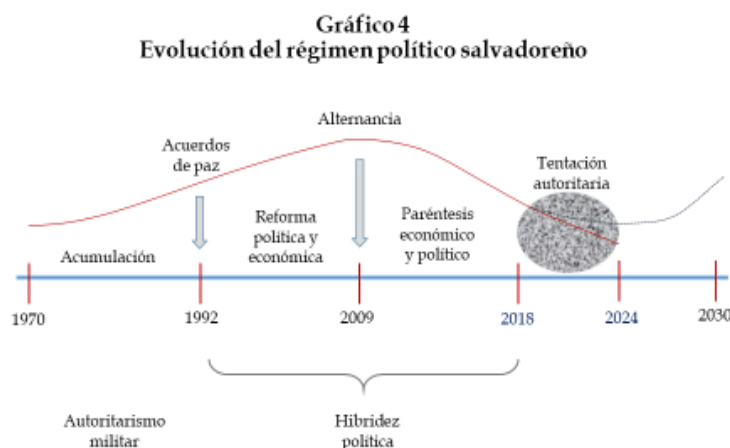 Gráfico 4
Evolución del régimen político salvadoreño
Alternancia
Acuerdos
de paz
Tentación
autoritaria
Reforma
política y
económica
Paréntesis
económico
y político
Acumulación
1970
1992
2009
2018
2024
2030
Autoritarismo
militar
Hibridez
política